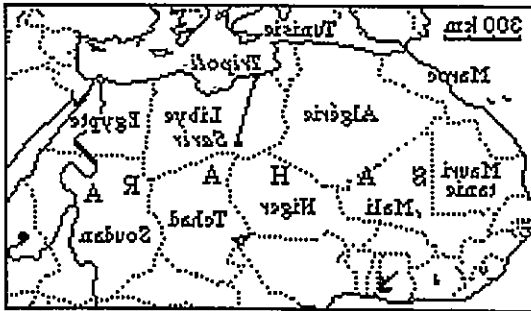 300 km
Tunisie
Tripoli
Maroc
Algérie
Libye
Sarir
Egypte
Mauri
tanie
S A H A R A
Mali
Niger
Tchad
Soudan